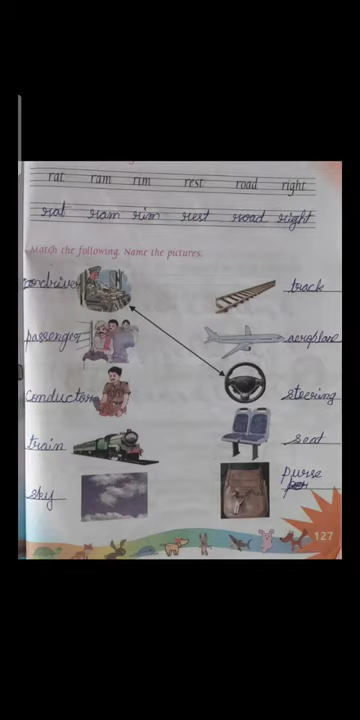 rat ram rim rest road right
rat ram rim rest road right
Match the following. Name the pictures.
condriver track
passenger aeroplane
conductor steering
train seat
sky purse
127